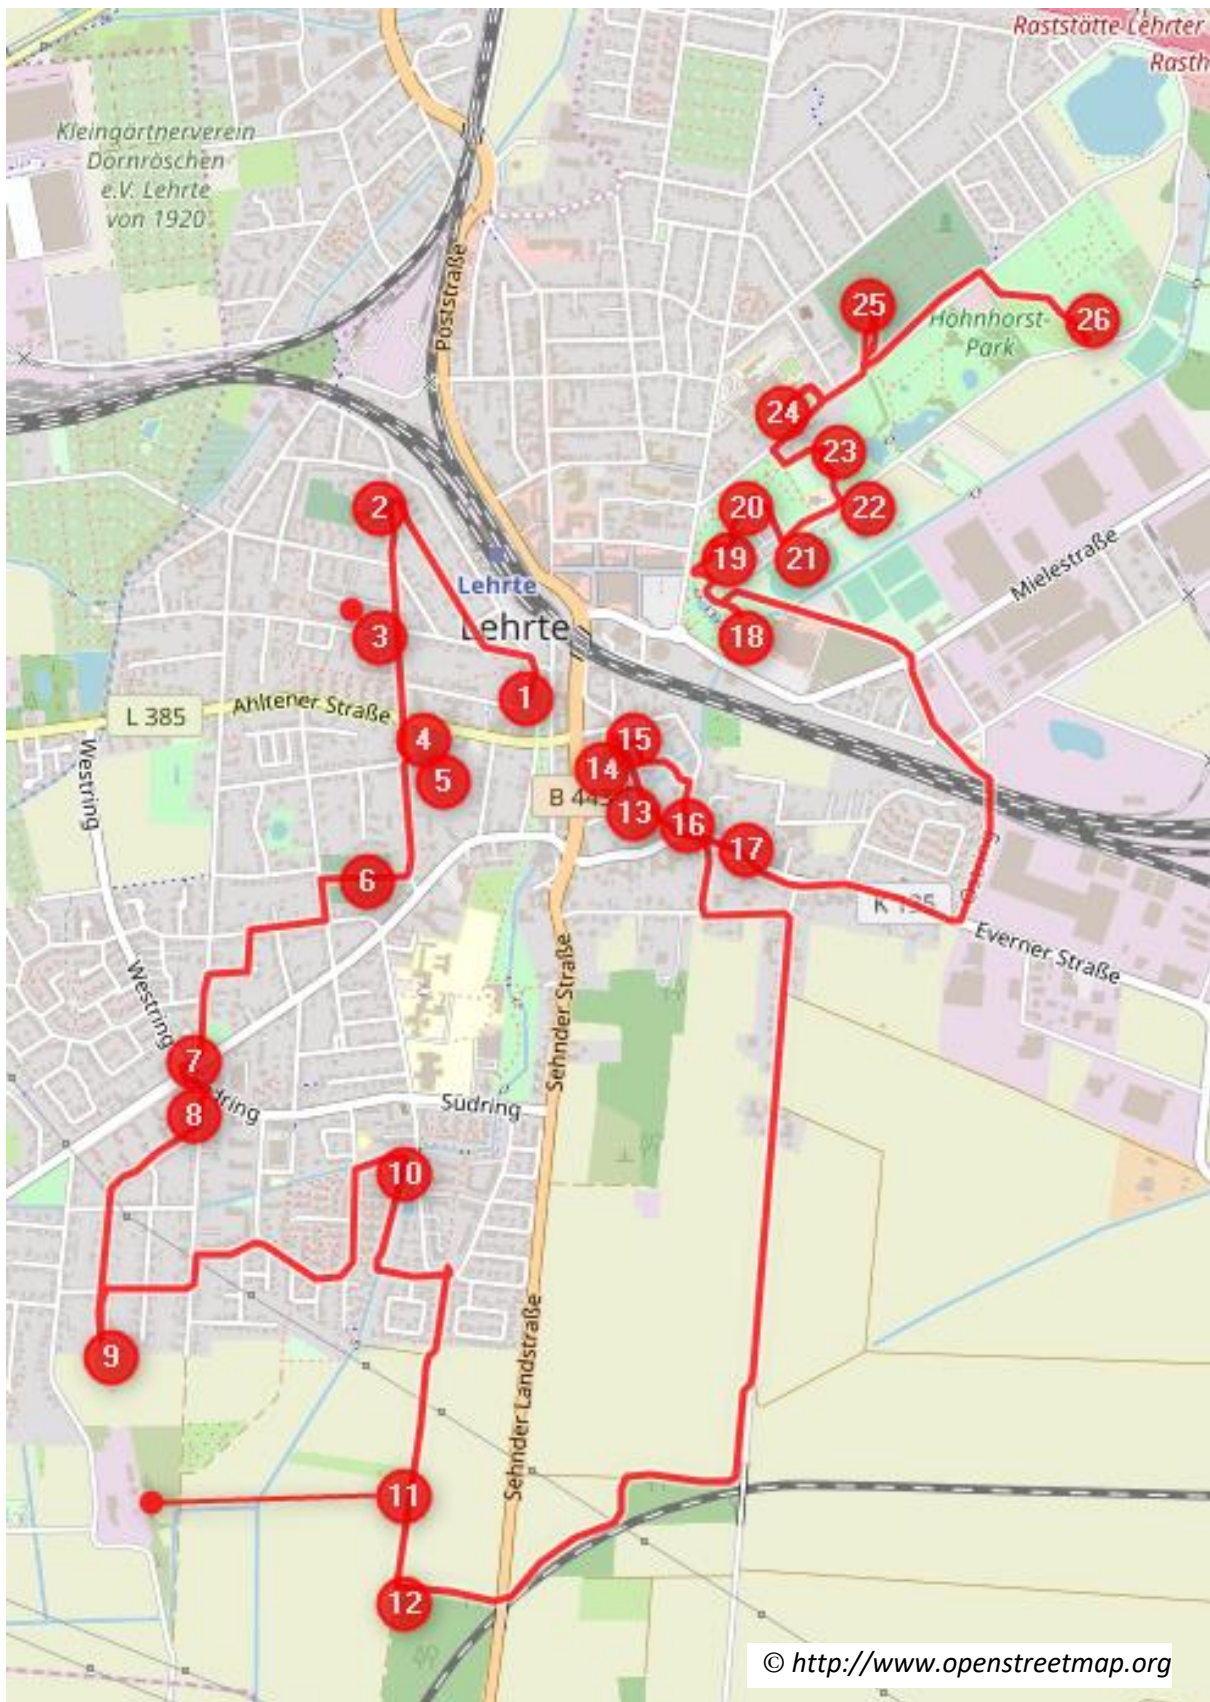 Raststätte Lehrter
Rasth
Kleingärtnerverein
Dornröschen
e.V. Lehrte
von 1920
Poststraße
25
Hohnhorst-
Park
26
24
23
2
20
22
19
21
Lehrte
Lehrte
Mielestraße
3
18
1
L 385
Ahltener Straße
4
15
14
5
B 443
13
16
17
Westring
6
K 135
Everner Straße
Westring
Sehnder Straße
7
Südring
8
Südring
10
9
Sehnder Landstraße
11
12
© http://www.openstreetmap.org